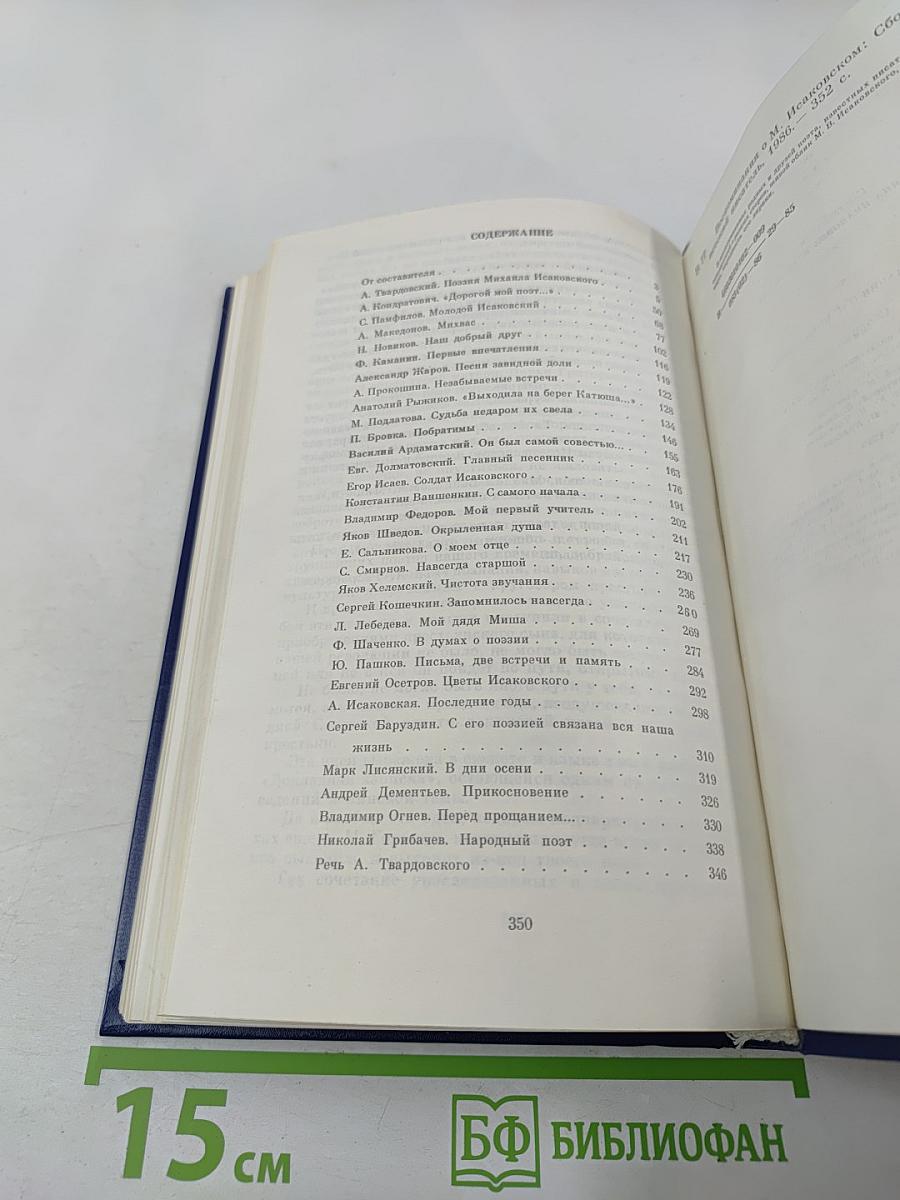 СОДЕРЖАНИЕ
От составителя . . . . . . . . . . 3
А. Твардовский. Поэзия Михаила Исаковского . 5
А. Кондратович. «Дорогой мой поэт...» . . . . 50
С. Памфилов. Молодой Исаковский . . . . . 68
А. Македонов. Михвас . . . . . . . . 77
Н. Новиков. Наш добрый друг . . . . . . 102
Ф. Каманин. Первые впечатления . . . . . 116
Александр Жаров. Песня завидной доли . . . . 119
А. Прокошина. Незабываемые встречи . . . . 122
Анатолий Рыжиков. «Выходила на берег Катюша...» . 128
М. Подлатова. Судьба недаром их свела . . . . 134
П. Бровка. Побратимы . . . . . . . . 146
Василий Ардаматский. Он был самой совестью... . . 155
Евг. Долматовский. Главный песенник . . . . 163
Егор Исаев. Солдат Исаковского . . . . . . 176
Константин Ваншенкин. С самого начала . . . . 191
Владимир Федоров. Мой первый учитель . . . . 202
Яков Шведов. Окрыленная душа . . . . . . 211
Е. Сальникова. О моем отце . . . . . . . 217
С. Смирнов. Навсегда старшой . . . . . . 230
Яков Хелемский. Чистота звучания . . . . . . 236
Сергей Кошечкин. Запомнилось навсегда . . . . 260
Л. Лебедева. Мой дядя Миша . . . . . . . 269
Ф. Шаченко. В думах о поэзии . . . . . . 277
Ю. Пашков. Письма, две встречи и память . . . 284
Евгений Осетров. Цветы Исаковского . . . . . 292
А. Исаковская. Последние годы . . . . . . . 298
Сергей Баруздин. С его поэзией связана вся наша
жизнь . . . . . . . . . . . . 310
Марк Лисянский. В дни осени . . . . . . . 319
Андрей Дементьев. Прикосновение . . . . . . 326
Владимир Огнев. Перед прощанием... . . . . . 330
Николай Грибачев. Народный поэт . . . . . . 338
Речь А. Твардовского . . . . . . . . . . 346
350
о М. Исаковском: Сбо
писатель, 1986. — 352 с.
15 см
БФ БИБЛИОФАН